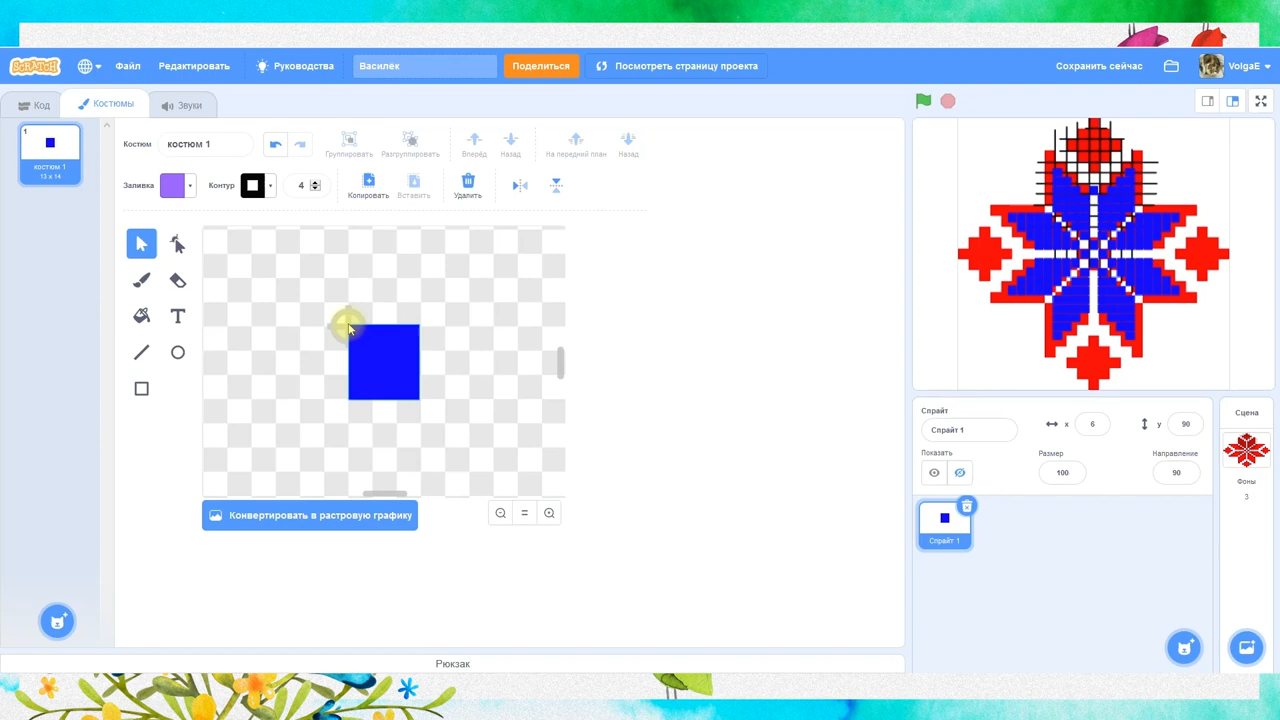 SCRATCH Файл Редактировать Руководства Василёк Поделиться Посмотреть страницу проекта Сохранить сейчас VolgaE
Код Костюмы Звуки
1
костюм 1
13 x 14
Костюм костюм 1 Группировать Разгруппировать Вперёд Назад На передний план Назад
Заливка Контур 4 Копировать Вставить Удалить
Конвертировать в растровую графику
Рюкзак
Спрайт
Спрайт 1 x 6 y 90
Показать Размер Направление
100 90
Спрайт 1
Сцена
Фоны
3